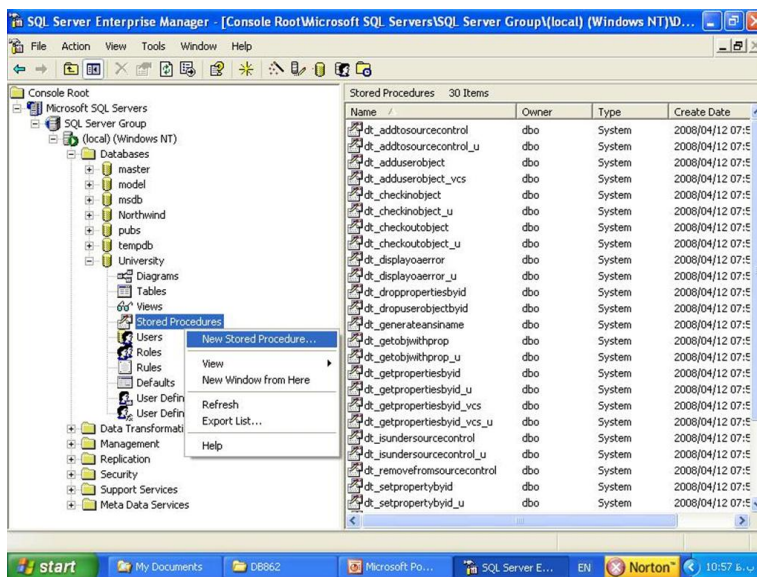 SQL Server Enterprise Manager - [Console Root\Microsoft SQL Servers\SQL Server Group\(local) (Windows NT)\D...
File Action View Tools Window Help
Console Root
Microsoft SQL Servers
SQL Server Group
(local) (Windows NT)
Databases
master
model
msdb
Northwind
pubs
tempdb
University
Diagrams
Tables
Views
Stored Procedures
Users
Roles
Rules
Defaults
User Defin
User Defin
Data Transformati
Management
Replication
Security
Support Services
Meta Data Services
New Stored Procedure...
View
New Window from Here
Refresh
Export List...
Help
Stored Procedures 30 Items
Name Owner Type Create Date
dt_addtosourcecontrol dbo System 2008/04/12 07:5
dt_addtosourcecontrol_u dbo System 2008/04/12 07:5
dt_adduserobject dbo System 2008/04/12 07:5
dt_adduserobject_vcs dbo System 2008/04/12 07:5
dt_checkinobject dbo System 2008/04/12 07:5
dt_checkinobject_u dbo System 2008/04/12 07:5
dt_checkoutobject dbo System 2008/04/12 07:5
dt_checkoutobject_u dbo System 2008/04/12 07:5
dt_displayoaerror dbo System 2008/04/12 07:5
dt_displayoaerror_u dbo System 2008/04/12 07:5
dt_droppropertiesbyid dbo System 2008/04/12 07:5
dt_dropuserobjectbyid dbo System 2008/04/12 07:5
dt_generateansiname dbo System 2008/04/12 07:5
dt_getobjwithprop dbo System 2008/04/12 07:5
dt_getobjwithprop_u dbo System 2008/04/12 07:5
dt_getpropertiesbyid dbo System 2008/04/12 07:5
dt_getpropertiesbyid_u dbo System 2008/04/12 07:5
dt_getpropertiesbyid_vcs dbo System 2008/04/12 07:5
dt_getpropertiesbyid_vcs_u dbo System 2008/04/12 07:5
dt_isundersourcecontrol dbo System 2008/04/12 07:5
dt_isundersourcecontrol_u dbo System 2008/04/12 07:5
dt_removefromsourcecontrol dbo System 2008/04/12 07:5
dt_setpropertybyid dbo System 2008/04/12 07:5
dt_setpropertybyid_u dbo System 2008/04/12 07:5
start My Documents DB862 Microsoft Po... SQL Server E... EN Norton™ 10:57 ب.ظ